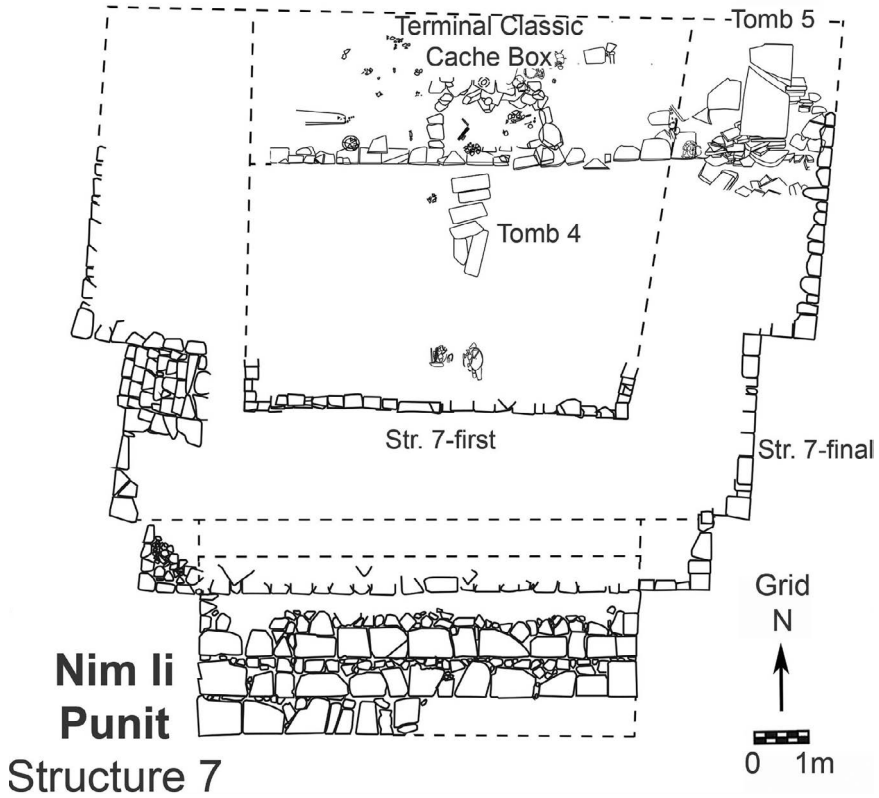 Terminal Classic
Cache Box
Tomb 5
Tomb 4
Str. 7-first
Str. 7-final
Grid
N
0 1m
Nim li
Punit
Structure 7